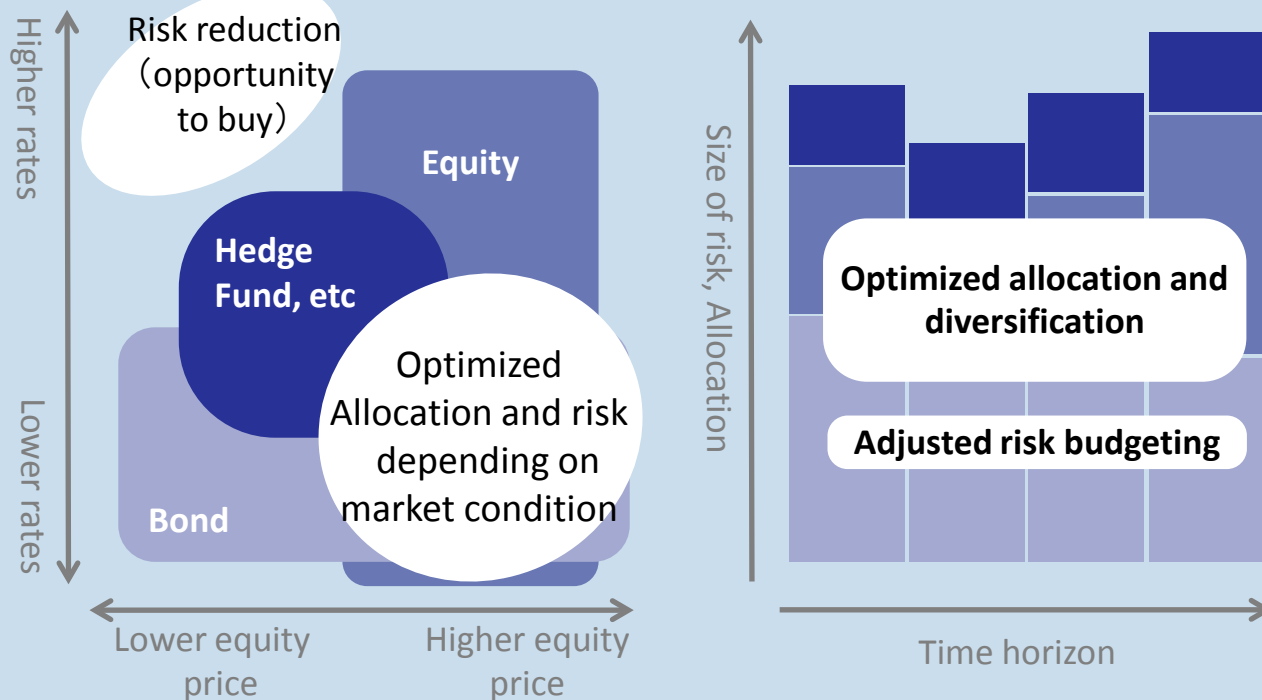 Higher rates
Lower rates
Risk reduction
（opportunity
to buy）
Equity
Hedge
Fund, etc
Optimized
Allocation and risk
depending on
market condition
Bond
Lower equity
price
Higher equity
price
Size of risk, Allocation
Optimized allocation and
diversification
Adjusted risk budgeting
Time horizon